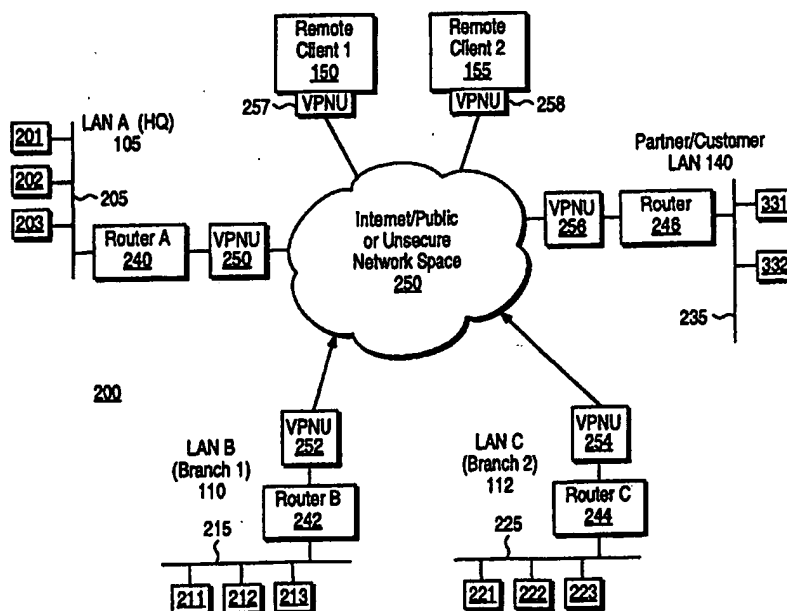 Remote
Client 1
150
Remote
Client 2
155
257
VPNU
VPNU
258
LAN A (HQ)
105
201
202
203
205
Router A
240
VPNU
250
Internet/Public
or Unsecure
Network Space
250
Partner/Customer
LAN 140
VPNU
256
Router
246
331
332
235
200
LAN B
(Branch 1)
110
VPNU
252
Router B
242
215
211
212
213
LAN C
(Branch 2)
112
VPNU
254
Router C
244
225
221
222
223